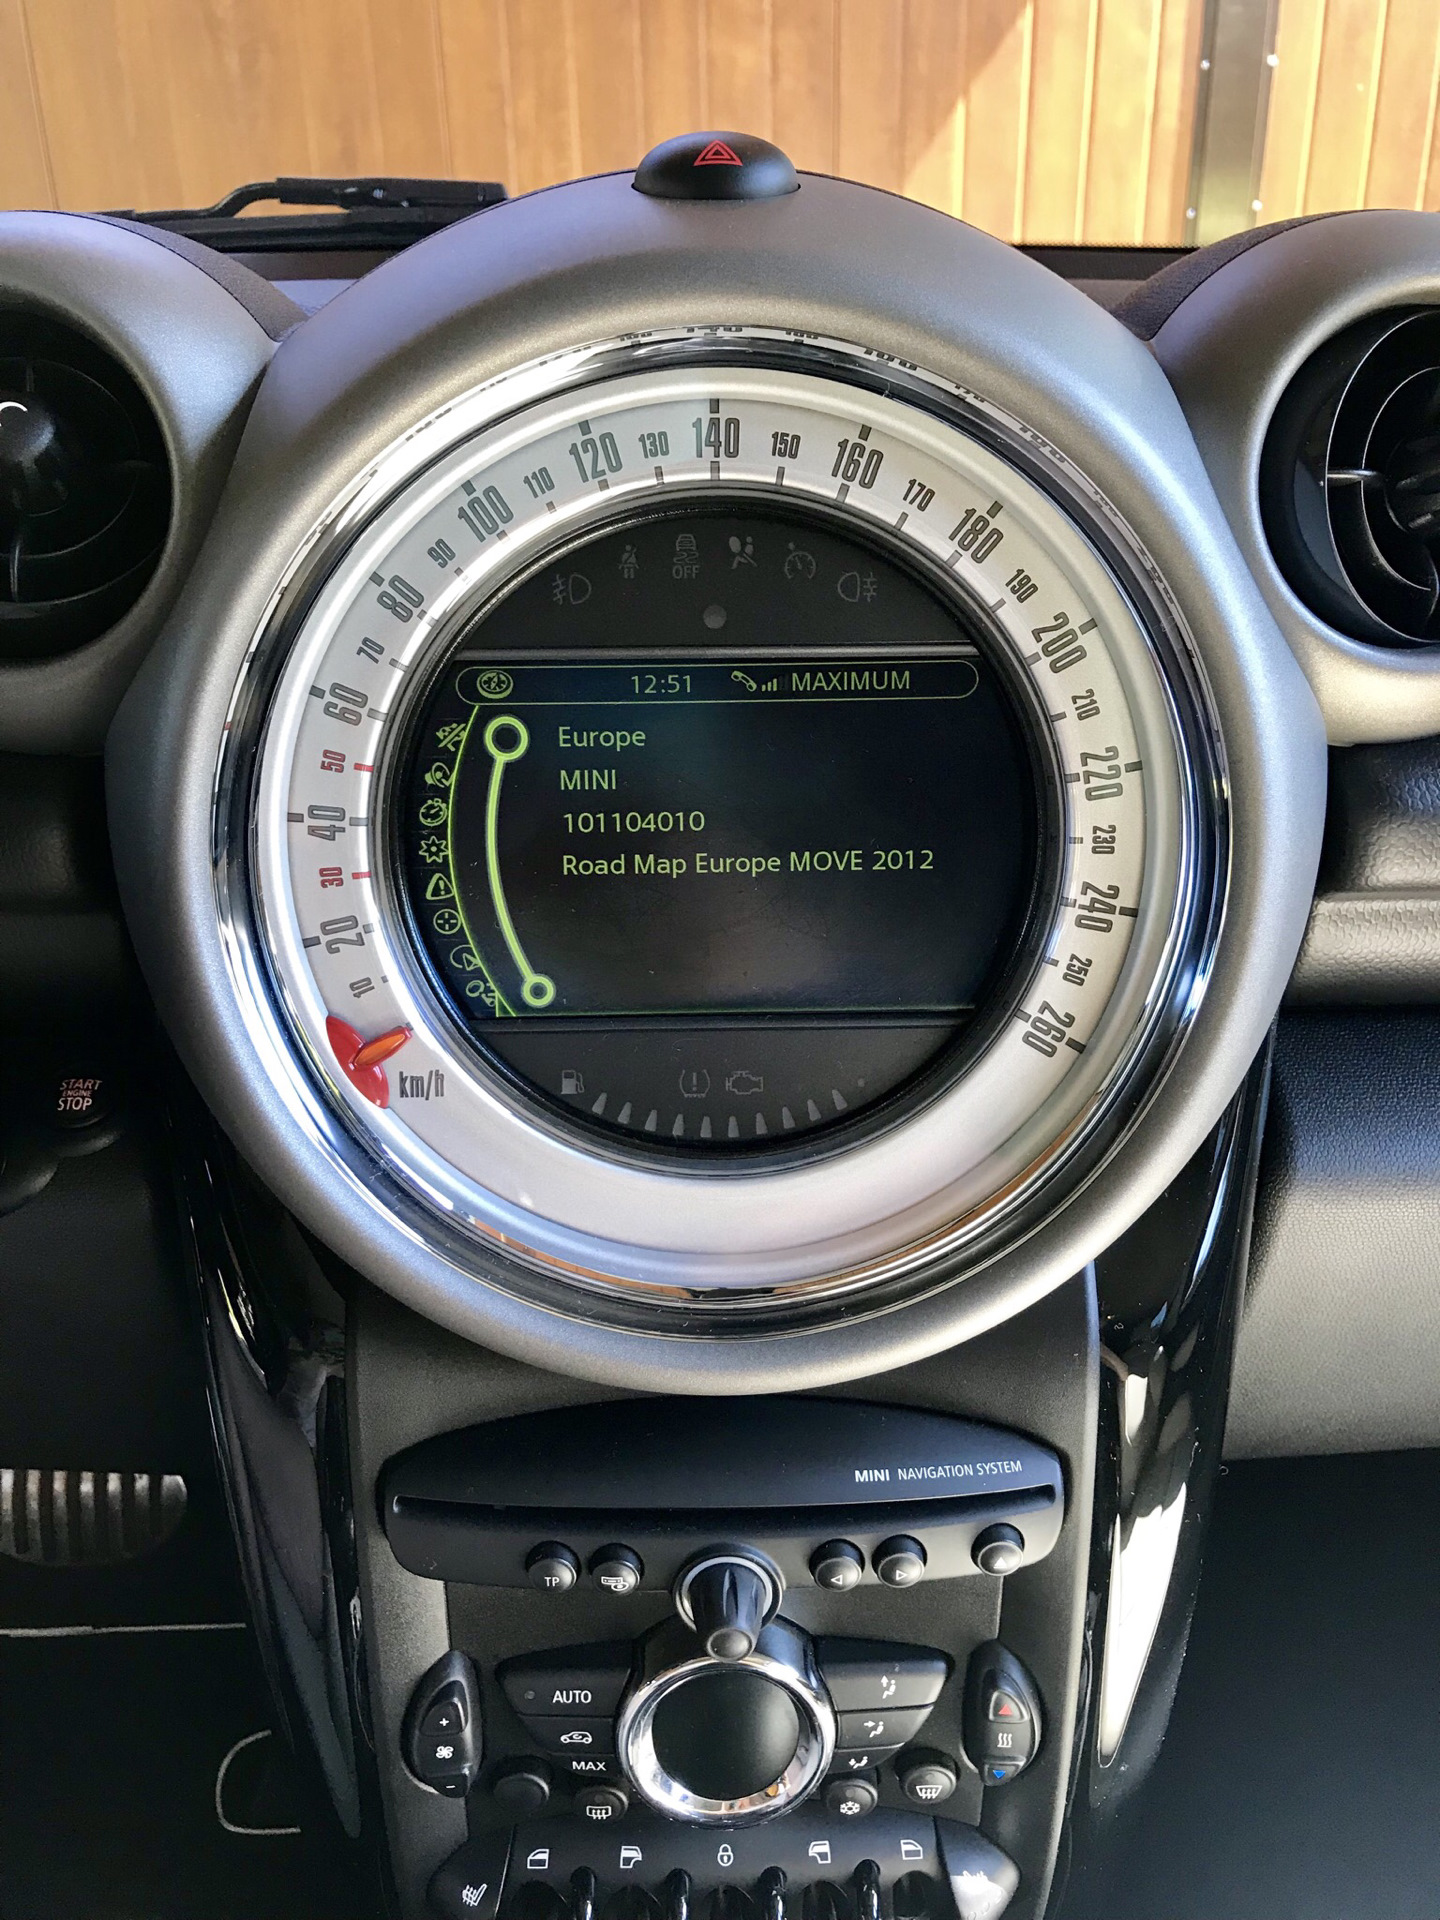 140
120
130
150
160
100
110
170
180
90
80
190
70
200
60
210
50
220
40
230
30
240
20
250
10
260
km/h
OFF
12:51 MAXIMUM
Europe
MINI
101104010
Road Map Europe MOVE 2012
START
ENGINE
STOP
MINI NAVIGATION SYSTEM
TP
AUTO
MAX